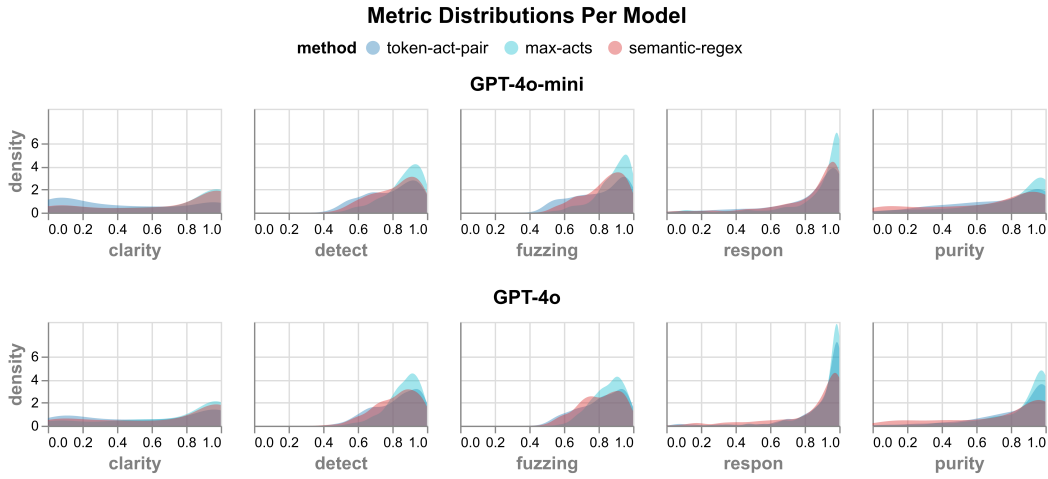 Metric Distributions Per Model
method token-act-pair max-acts semantic-regex
GPT-4o-mini
density
6
4
2
0
0.0 0.2 0.4 0.6 0.8 1.0
clarity
0.0 0.2 0.4 0.6 0.8 1.0
detect
0.0 0.2 0.4 0.6 0.8 1.0
fuzzing
0.0 0.2 0.4 0.6 0.8 1.0
respon
0.0 0.2 0.4 0.6 0.8 1.0
purity
GPT-4o
density
6
4
2
0
0.0 0.2 0.4 0.6 0.8 1.0
clarity
0.0 0.2 0.4 0.6 0.8 1.0
detect
0.0 0.2 0.4 0.6 0.8 1.0
fuzzing
0.0 0.2 0.4 0.6 0.8 1.0
respon
0.0 0.2 0.4 0.6 0.8 1.0
purity